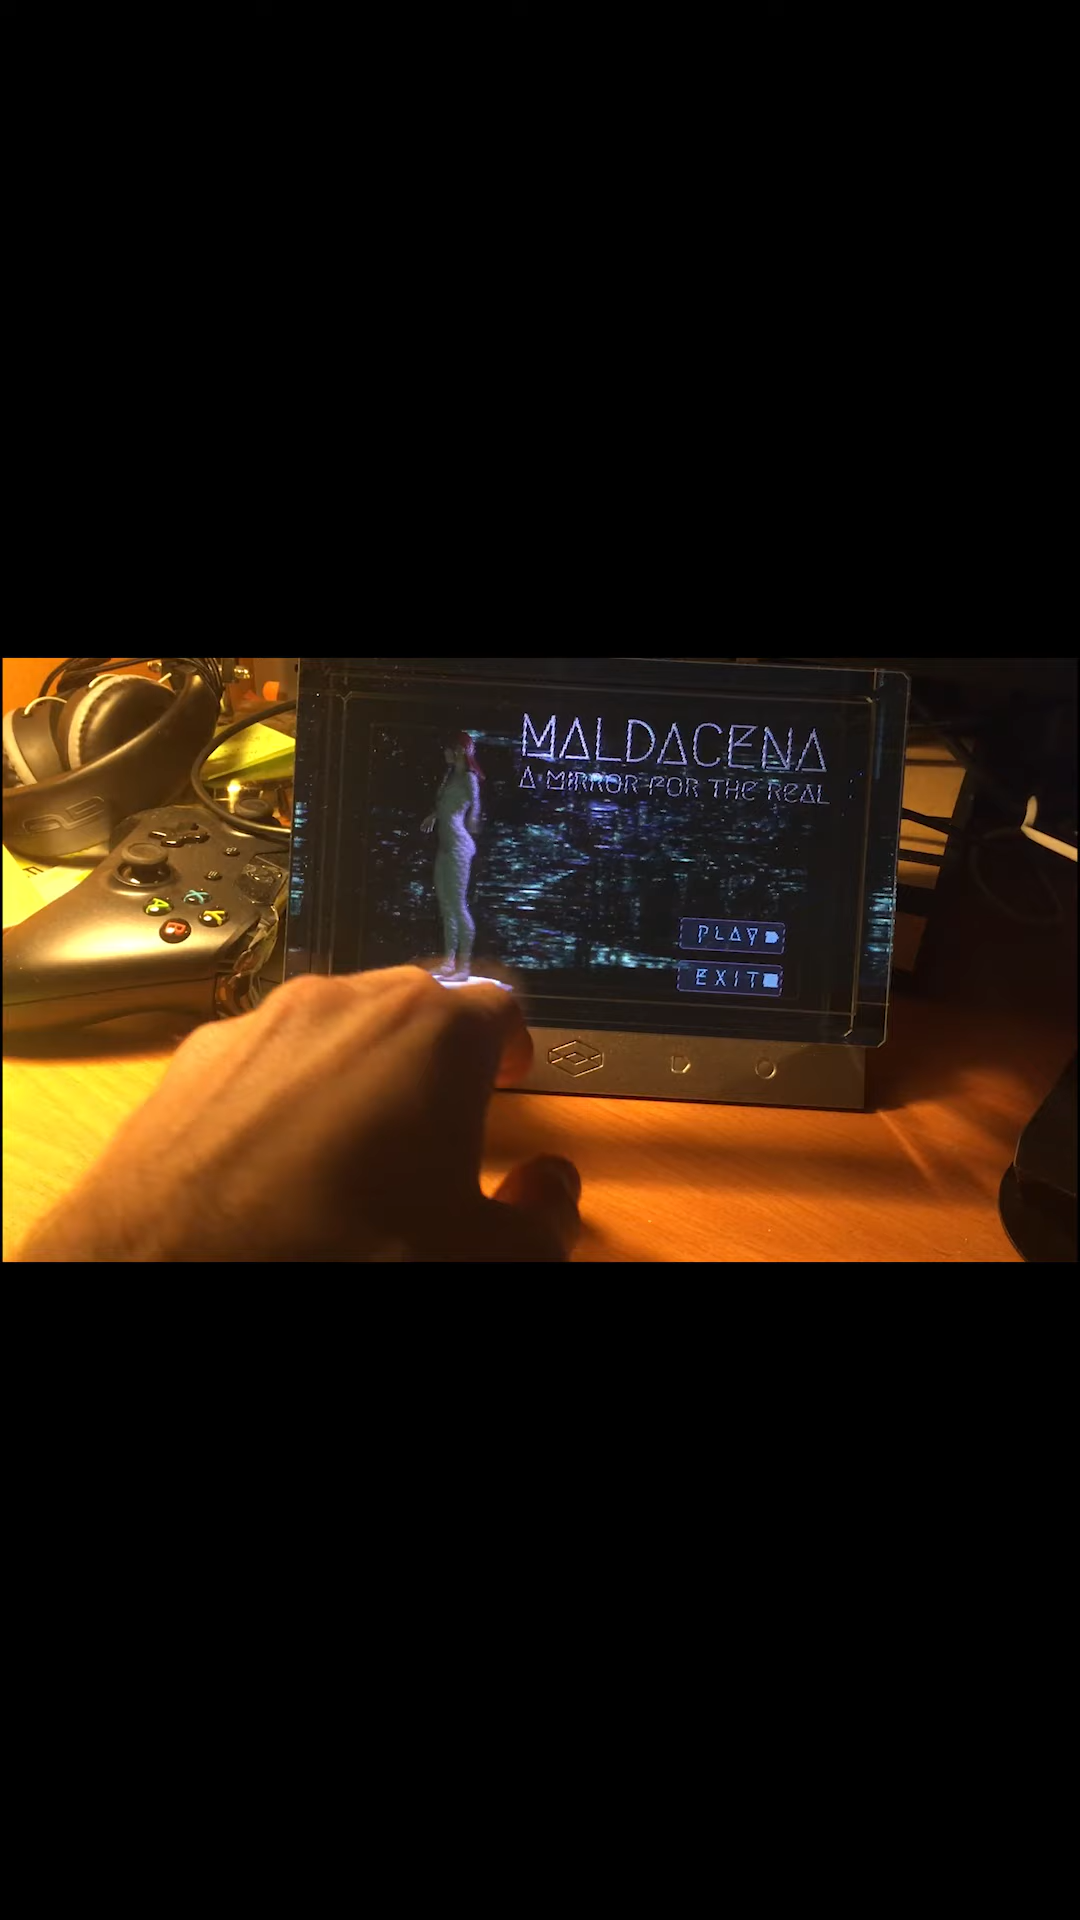 MALDACENA
A MIRROR FOR THE REAL
PLAY
EXIT
A
X
Y
B